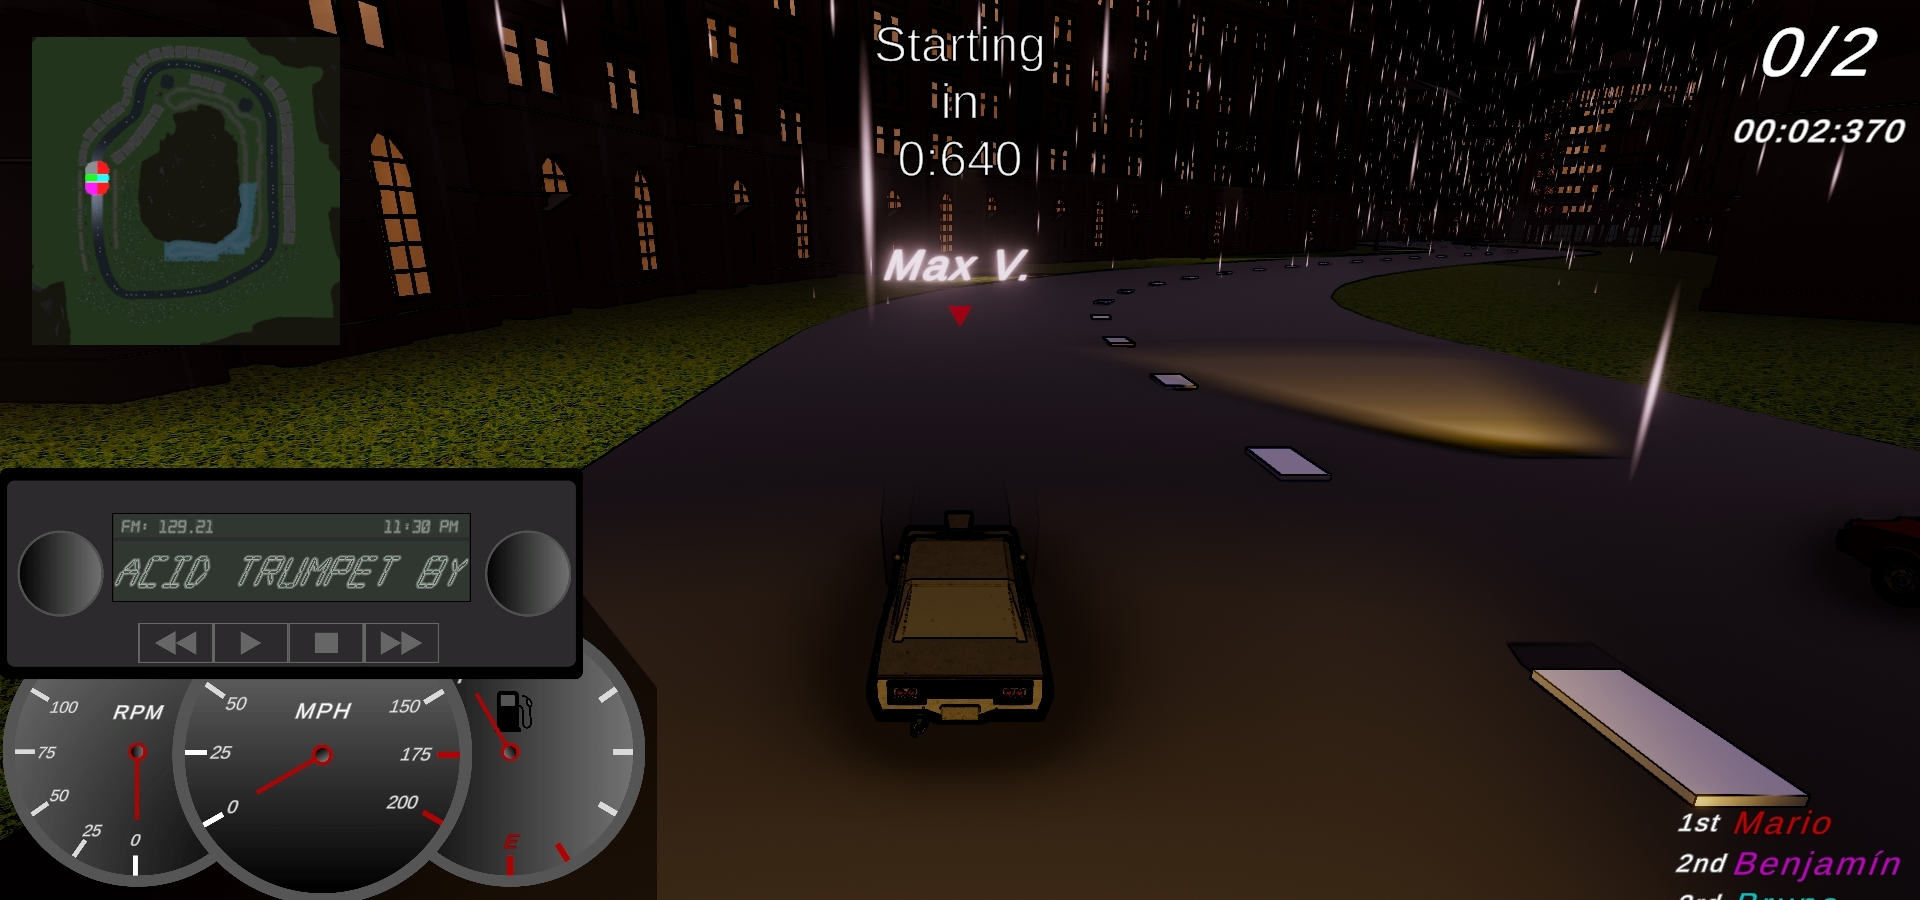 Starting
in
0:640
0/2
00:02:370
Max V.
FM: 129.21 11:30 PM
ACID TRUMPET BY
100
75
50
25
0
RPM
50
25
0
MPH
150
175
200
E
1st Mario
2nd Benjamín